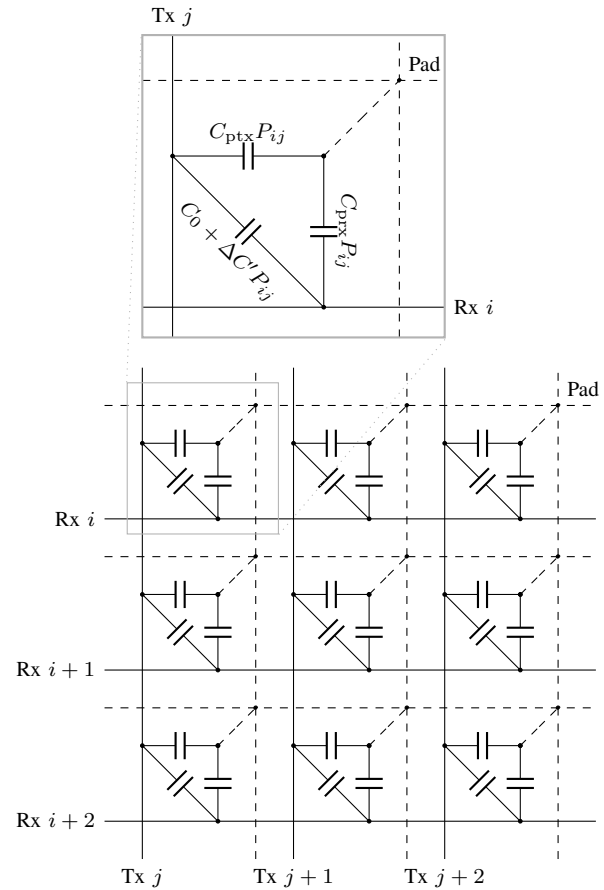 Tx j
Pad
C_ptx P_ij
C_prx P_ij
C_0 + ΔC′P_ij
Rx i
Pad
Rx i
Rx i + 1
Rx i + 2
Tx j
Tx j + 1
Tx j + 2